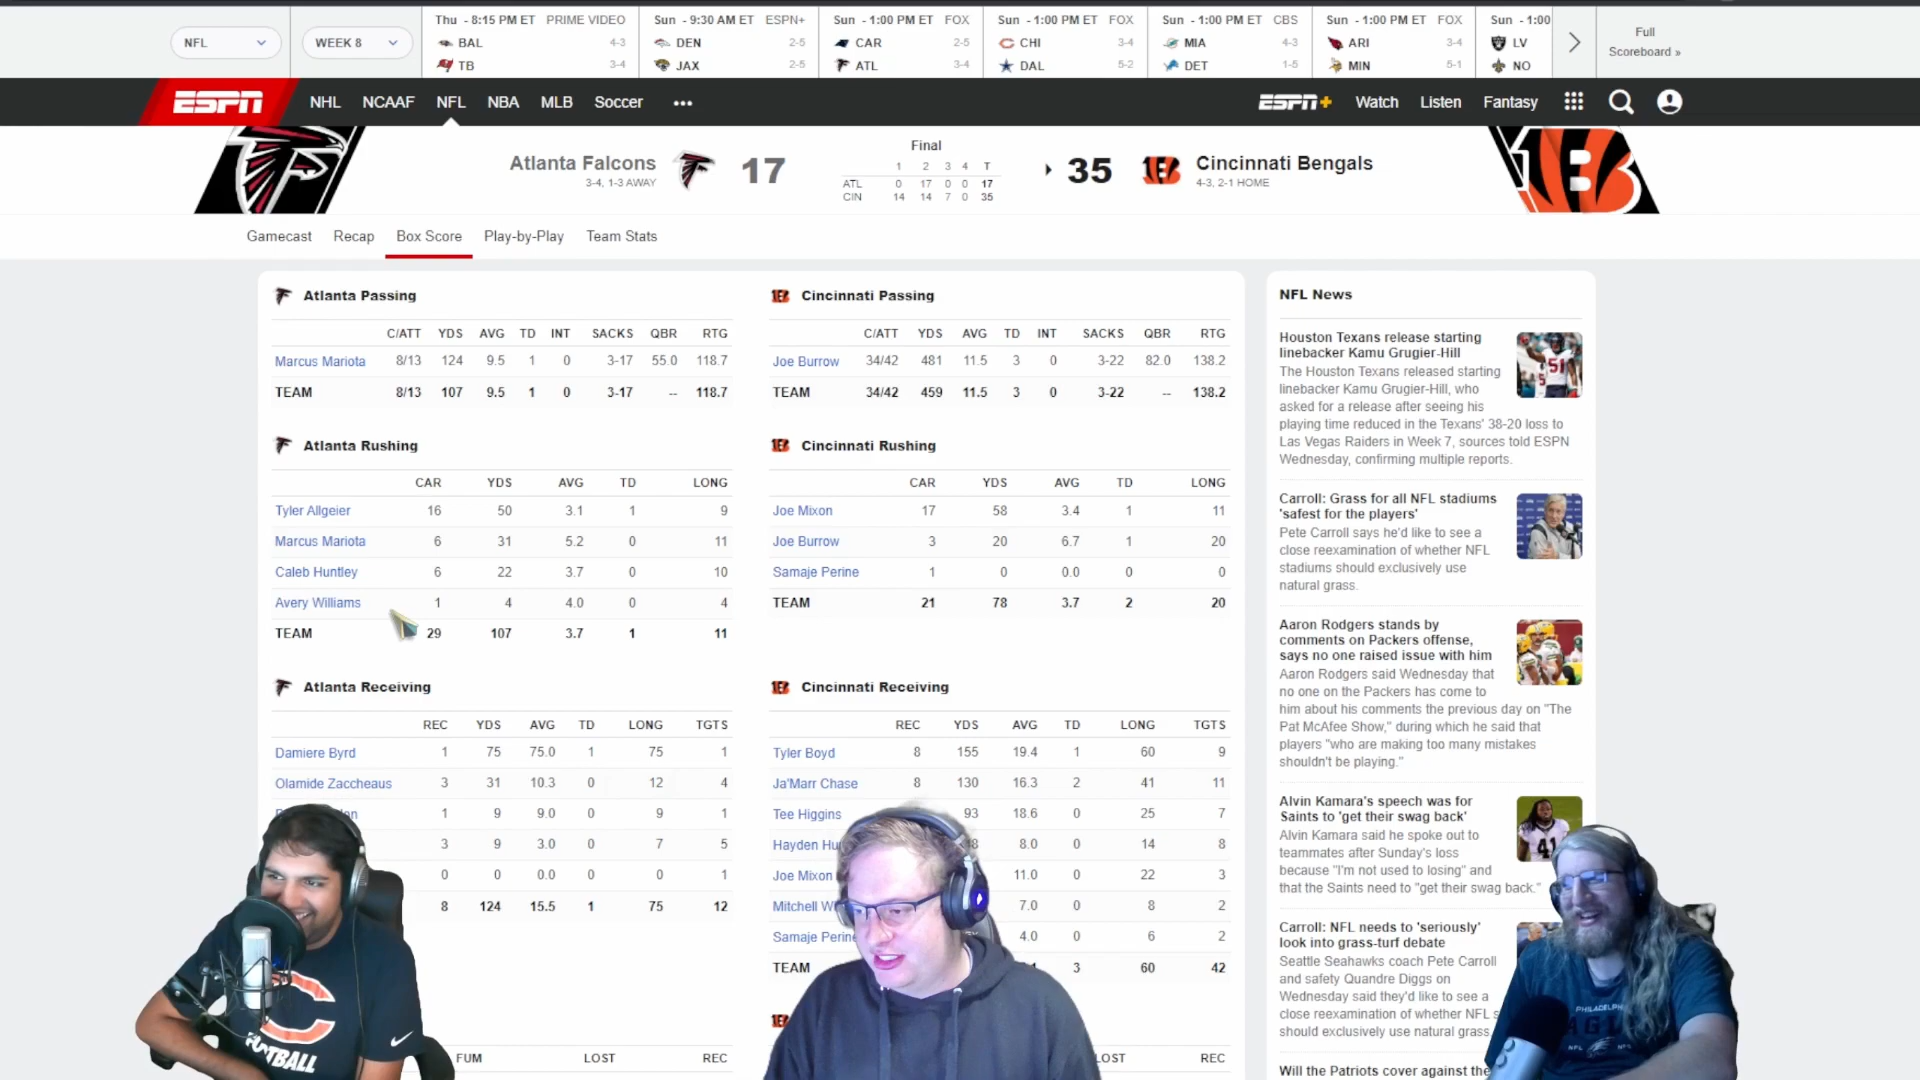 NFL
WEEK 8
Thu - 8:15 PM ET PRIME VIDEO
BAL 4-3
TB 3-4
Sun - 9:30 AM ET ESPN+
DEN 2-5
JAX 2-5
Sun - 1:00 PM ET FOX
CAR 2-5
ATL 3-4
Sun - 1:00 PM ET FOX
CHI 3-4
DAL 5-2
Sun - 1:00 PM ET CBS
MIA 4-3
DET 1-5
Sun - 1:00 PM ET FOX
ARI 3-4
MIN 5-1
Sun - 1:00
LV
NO
Full
Scoreboard »
ESPN NHL NCAAF NFL NBA MLB Soccer ... ESPN+ Watch Listen Fantasy
Atlanta Falcons 17
3-4, 1-3 AWAY
Final
1 2 3 4 T
ATL 0 17 0 0 17
CIN 14 14 7 0 35
35 Cincinnati Bengals
4-3, 2-1 HOME
Gamecast Recap Box Score Play-by-Play Team Stats
Atlanta Passing
C/ATT YDS AVG TD INT SACKS QBR RTG
Marcus Mariota 8/13 124 9.5 1 0 3-17 55.0 118.7
TEAM 8/13 107 9.5 1 0 3-17 -- 118.7
Cincinnati Passing
C/ATT YDS AVG TD INT SACKS QBR RTG
Joe Burrow 34/42 481 11.5 3 0 3-22 82.0 138.2
TEAM 34/42 459 11.5 3 0 3-22 -- 138.2
Atlanta Rushing
CAR YDS AVG TD LONG
Tyler Allgeier 16 50 3.1 1 9
Marcus Mariota 6 31 5.2 0 11
Caleb Huntley 6 22 3.7 0 10
Avery Williams 1 4 4.0 0 4
TEAM 29 107 3.7 1 11
Cincinnati Rushing
CAR YDS AVG TD LONG
Joe Mixon 17 58 3.4 1 11
Joe Burrow 3 20 6.7 1 20
Samaje Perine 1 0 0.0 0 0
TEAM 21 78 3.7 2 20
Atlanta Receiving
REC YDS AVG TD LONG TGTS
Damiere Byrd 1 75 75.0 1 75 1
Olamide Zaccheaus 3 31 10.3 0 12 4
1 9 9.0 0 9 1
3 9 3.0 0 7 5
0 0 0.0 0 0 1
8 124 15.5 1 75 12
FUM LOST REC
Cincinnati Receiving
REC YDS AVG TD LONG TGTS
Tyler Boyd 8 155 19.4 1 60 9
Ja'Marr Chase 8 130 16.3 2 41 11
Tee Higgins 93 18.6 0 25 7
Hayden Hu 8.0 0 14 8
Joe Mixon 11.0 0 22 3
Mitchell W 7.0 0 8 2
Samaje Perine 4.0 0 6 2
TEAM 3 60 42
LOST REC
NFL News
Houston Texans release starting
linebacker Kamu Grugier-Hill
The Houston Texans released starting
linebacker Kamu Grugier-Hill, who
asked for a release after seeing his
playing time reduced in the Texans' 38-20 loss to
Las Vegas Raiders in Week 7, sources told ESPN
Wednesday, confirming multiple reports.
51
Carroll: Grass for all NFL stadiums
'safest for the players'
Pete Carroll says he'd like to see a
close reexamination of whether NFL
stadiums should exclusively use
natural grass.
Aaron Rodgers stands by
comments on Packers offense,
says no one raised issue with him
Aaron Rodgers said Wednesday that
no one on the Packers has come to
him about his comments the previous day on "The
Pat McAfee Show," during which he said that
players "who are making too many mistakes
shouldn't be playing."
Alvin Kamara's speech was for
Saints to 'get their swag back'
Alvin Kamara said he spoke out to
teammates after Sunday's loss
because "I'm not used to losing" and
that the Saints need to "get their swag back."
41
Carroll: NFL needs to 'seriously'
look into grass-turf debate
Seattle Seahawks coach Pete Carroll
and safety Quandre Diggs on
Wednesday said they'd like to see a
close reexamination of whether NFL s
should exclusively use natural grass
Will the Patriots cover against the